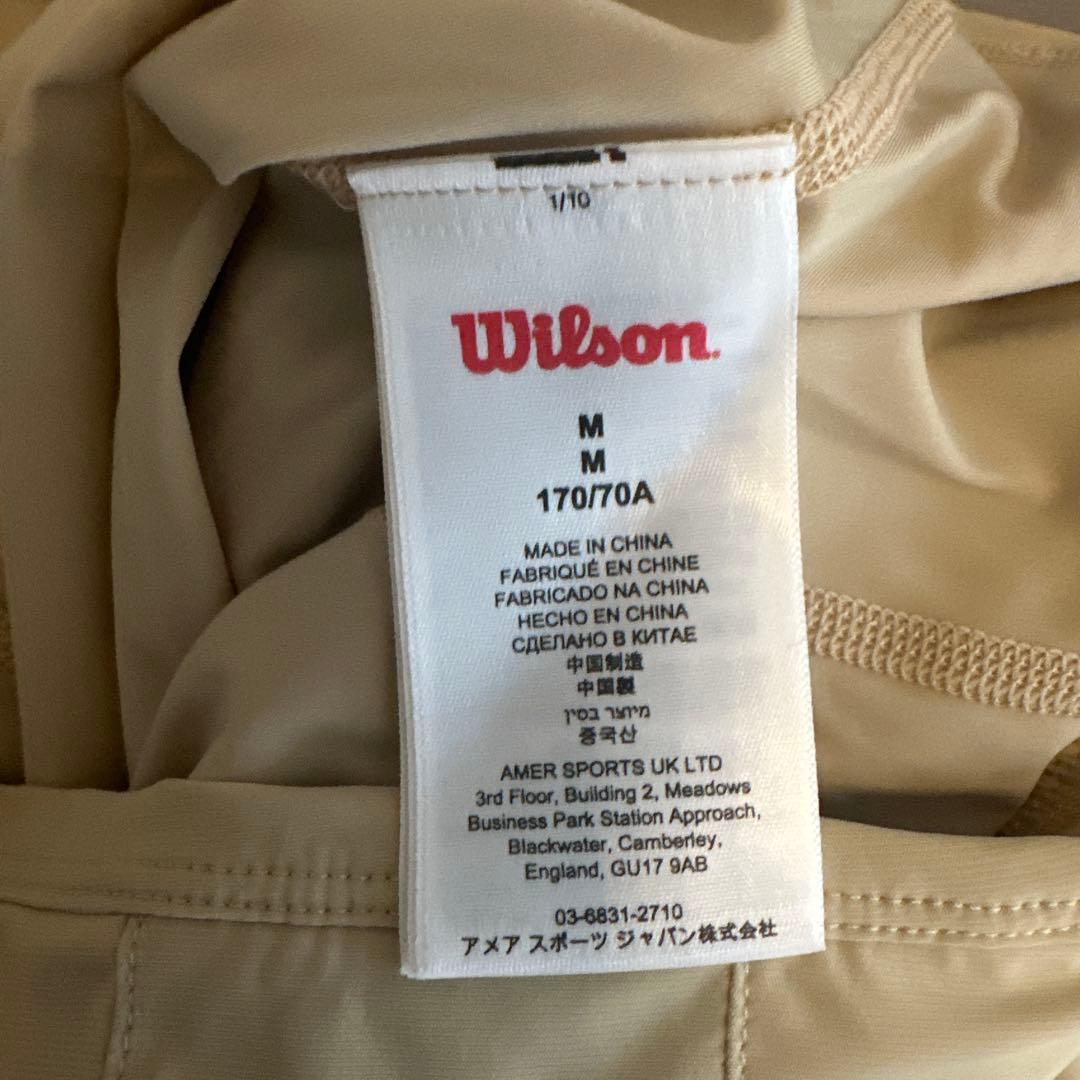 1/10
Wilson.
M
M
170/70A
MADE IN CHINA
FABRIQUÉ EN CHINE
FABRICADO NA CHINA
HECHO EN CHINA
СДЕЛАНО В КИТАЕ
中国制造
中国製
מיוצר בסין
중국산
AMER SPORTS UK LTD
3rd Floor, Building 2, Meadows
Business Park Station Approach,
Blackwater, Camberley,
England, GU17 9AB
03-6831-2710
アメア スポーツ ジャパン株式会社